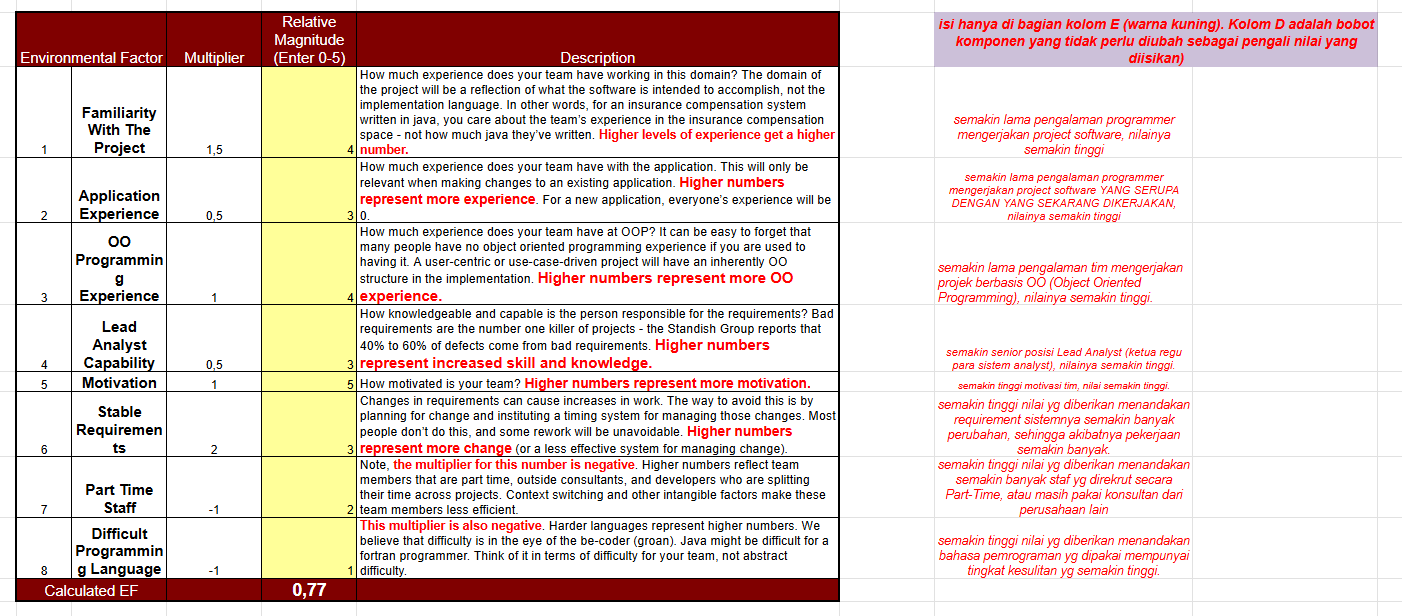 Environmental Factor
Multiplier
Relative
Magnitude
(Enter 0-5)
Description
isi hanya di bagian kolom E (warna kuning). Kolom D adalah bobot
komponen yang tidak perlu diubah sebagai pengali nilai yang
diisikan)
1
Familiarity
With The
Project
1,5
4
How much experience does your team have working in this domain? The domain of
the project will be a reflection of what the software is intended to accomplish, not the
implementation language. In other words, for an insurance compensation system
written in java, you care about the team's experience in the insurance compensation
space - not how much java they've written. Higher levels of experience get a higher
number.
semakin lama pengalaman programmer
mengerjakan project software, nilainya
semakin tinggi
2
Application
Experience
0,5
3
How much experience does your team have with the application. This will only be
relevant when making changes to an existing application. Higher numbers
represent more experience. For a new application, everyone's experience will be
0.
semakin lama pengalaman programmer
mengerjakan project software YANG SERUPA
DENGAN YANG SEKARANG DIKERJAKAN,
nilainya semakin tinggi
3
OO
Programmin
g
Experience
1
4
How much experience does your team have at OOP? It can be easy to forget that
many people have no object oriented programming experience if you are used to
having it. A user-centric or use-case-driven project will have an inherently OO
structure in the implementation. Higher numbers represent more OO
experience.
semakin lama pengalaman tim mengerjakan
projek berbasis OO (Object Oriented
Programming), nilainya semakin tinggi.
4
Lead
Analyst
Capability
0,5
3
How knowledgeable and capable is the person responsible for the requirements? Bad
requirements are the number one killer of projects - the Standish Group reports that
40% to 60% of defects come from bad requirements. Higher numbers
represent increased skill and knowledge.
semakin senior posisi Lead Analyst (ketua regu
para sistem analyst), nilainya semakin tinggi.
5
Motivation
1
5
How motivated is your team? Higher numbers represent more motivation.
semakin tinggi motivasi tim, nilai semakin tinggi.
6
Stable
Requiremen
ts
2
3
Changes in requirements can cause increases in work. The way to avoid this is by
planning for change and instituting a timing system for managing those changes. Most
people don't do this, and some rework will be unavoidable. Higher numbers
represent more change (or a less effective system for managing change).
semakin tinggi nilai yg diberikan menandakan
requirement sistemnya semakin banyak
perubahan, sehingga akibatnya pekerjaan
semakin banyak.
7
Part Time
Staff
-1
2
Note, the multiplier for this number is negative. Higher numbers reflect team
members that are part time, outside consultants, and developers who are splitting
their time across projects. Context switching and other intangible factors make these
team members less efficient.
semakin tinggi nilai yg diberikan menandakan
semakin banyak staf yg direkrut secara
Part-Time, atau masih pakai konsultan dari
perusahaan lain
8
Difficult
Programmin
g Language
-1
1
This multiplier is also negative. Harder languages represent higher numbers. We
believe that difficulty is in the eye of the be-coder (groan). Java might be difficult for a
fortran programmer. Think of it in terms of difficulty for your team, not abstract
difficulty.
semakin tinggi nilai yg diberikan menandakan
bahasa pemrograman yg dipakai mempunyai
tingkat kesulitan yg semakin tinggi.
Calculated EF
0,77